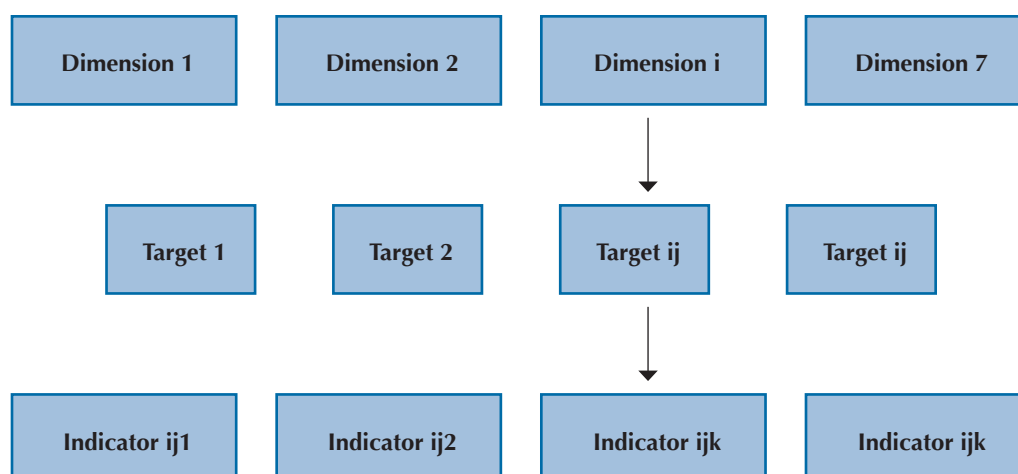 Dimension 1
Dimension 2
Dimension i
Dimension 7
Target 1
Target 2
Target ij
Target ij
Indicator ij1
Indicator ij2
Indicator ijk
Indicator ijk